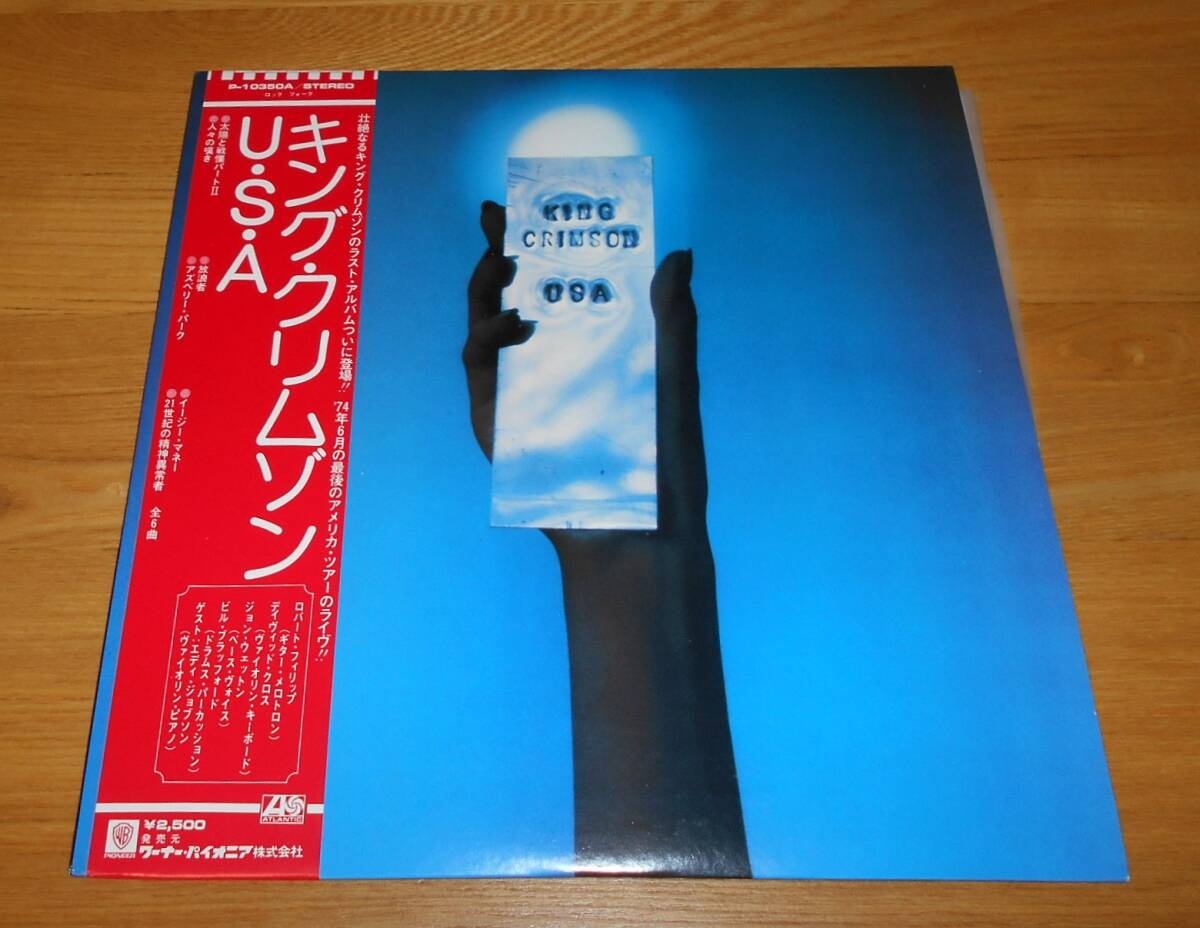 P-10350A/STEREO
ロック フォーク
壮絶なるキング・クリムゾンのラスト・アルバムついに登場!! '74年6月の最後のアメリカ・ツアーのライヴ!!
キング・クリムゾン
U・S・A
●太陽と戦慄パートII
●人々の嘆き
●放浪者
●アズベリー・パーク
●イージー・マネー
●21世紀の精神異常者
全6曲
ロバート・フィリップ
(ギター・メロトロン)
デイヴィッド・クロス
(ヴァイオリン・キーボード)
ジョン・ウェットン
(ベース・ヴォイス)
ビル・ブラッフォード
(ドラムス・パーカッション)
ゲスト：エディ・ジョブソン
(ヴァイオリン・ピアノ)
ATLANTIC
WB
PIONEER
¥2,500
発売元
ワーナー・パイオニア株式会社
KING
CRIMSON
USA